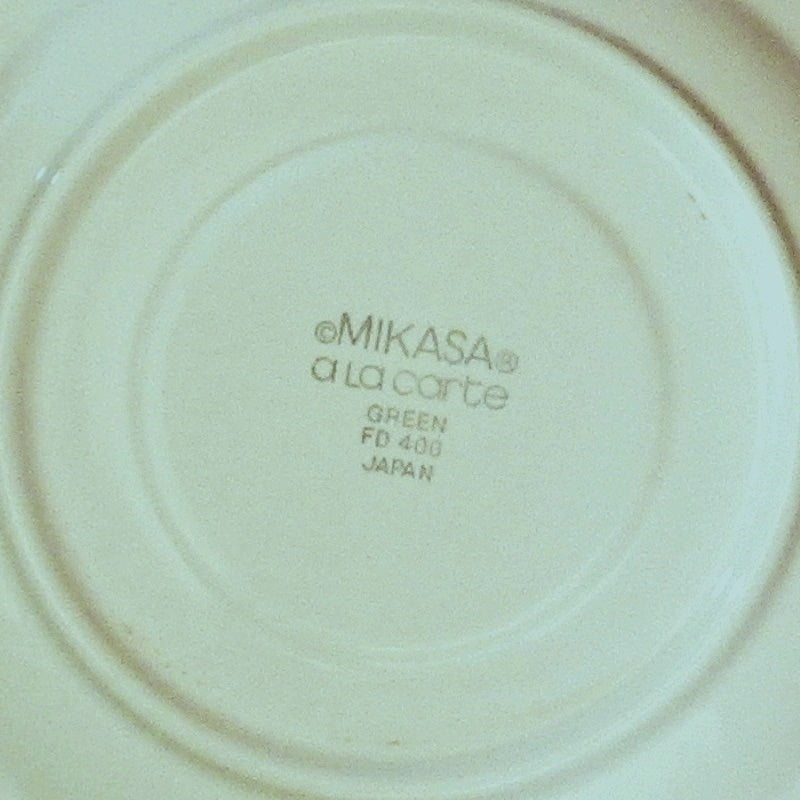 ©MIKASA®
a La carte
GREEN
FD 400
JAPAN